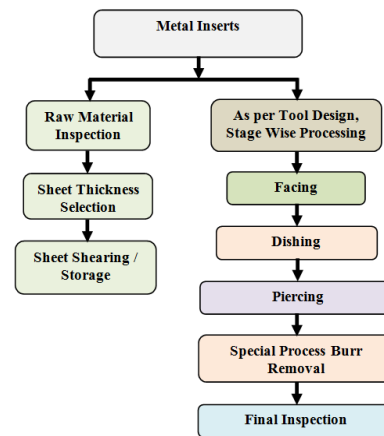 Metal Inserts
Raw Material
Inspection
Sheet Thickness
Selection
Sheet Shearing /
Storage
As per Tool Design,
Stage Wise Processing
Facing
Dishing
Piercing
Special Process Burr
Removal
Final Inspection